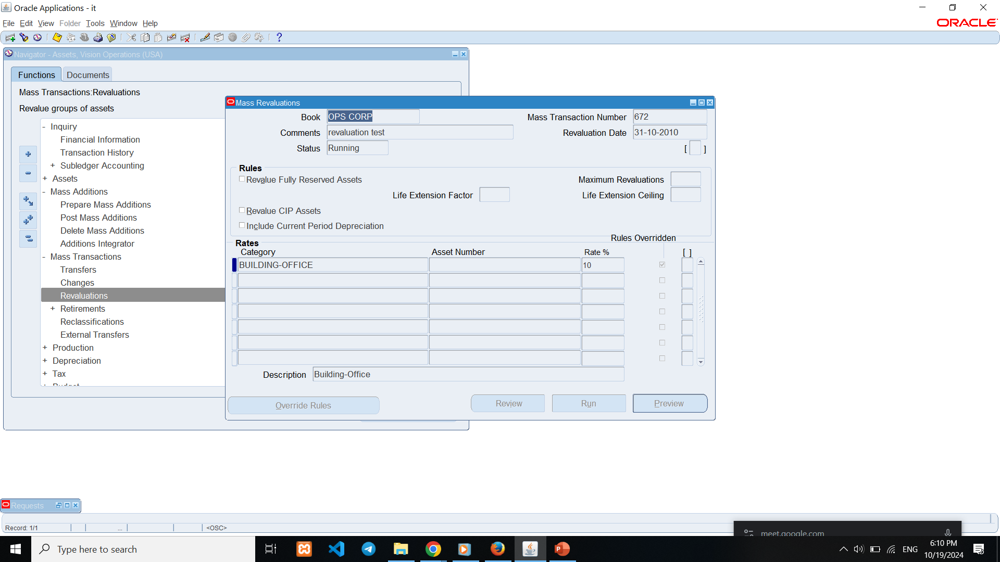 Oracle Applications - it
File Edit View Folder Tools Window Help
ORACLE
Navigator - Assets, Vision Operations (USA)
Functions Documents
Mass Transactions:Revaluations
Revalue groups of assets
- Inquiry
Financial Information
Transaction History
+ Subledger Accounting
+ Assets
- Mass Additions
Prepare Mass Additions
Post Mass Additions
Delete Mass Additions
Additions Integrator
- Mass Transactions
Transfers
Changes
Revaluations
+ Retirements
Reclassifications
External Transfers
+ Production
+ Depreciation
+ Tax
+ Budget
Mass Revaluations
Book OPS CORP Mass Transaction Number 672
Comments revaluation test Revaluation Date 31-10-2010
Status Running [ ]
Rules
Revalue Fully Reserved Assets Maximum Revaluations
Life Extension Factor Life Extension Ceiling
Revalue CIP Assets
Include Current Period Depreciation
Rules Overridden
Rates
Category Asset Number Rate % [ ]
BUILDING-OFFICE 10
Description Building-Office
Override Rules Review Run Preview
Requests
Record: 1/1 ... <OSC>
meet.google.com
Type here to search
ENG
6:10 PM
10/19/2024